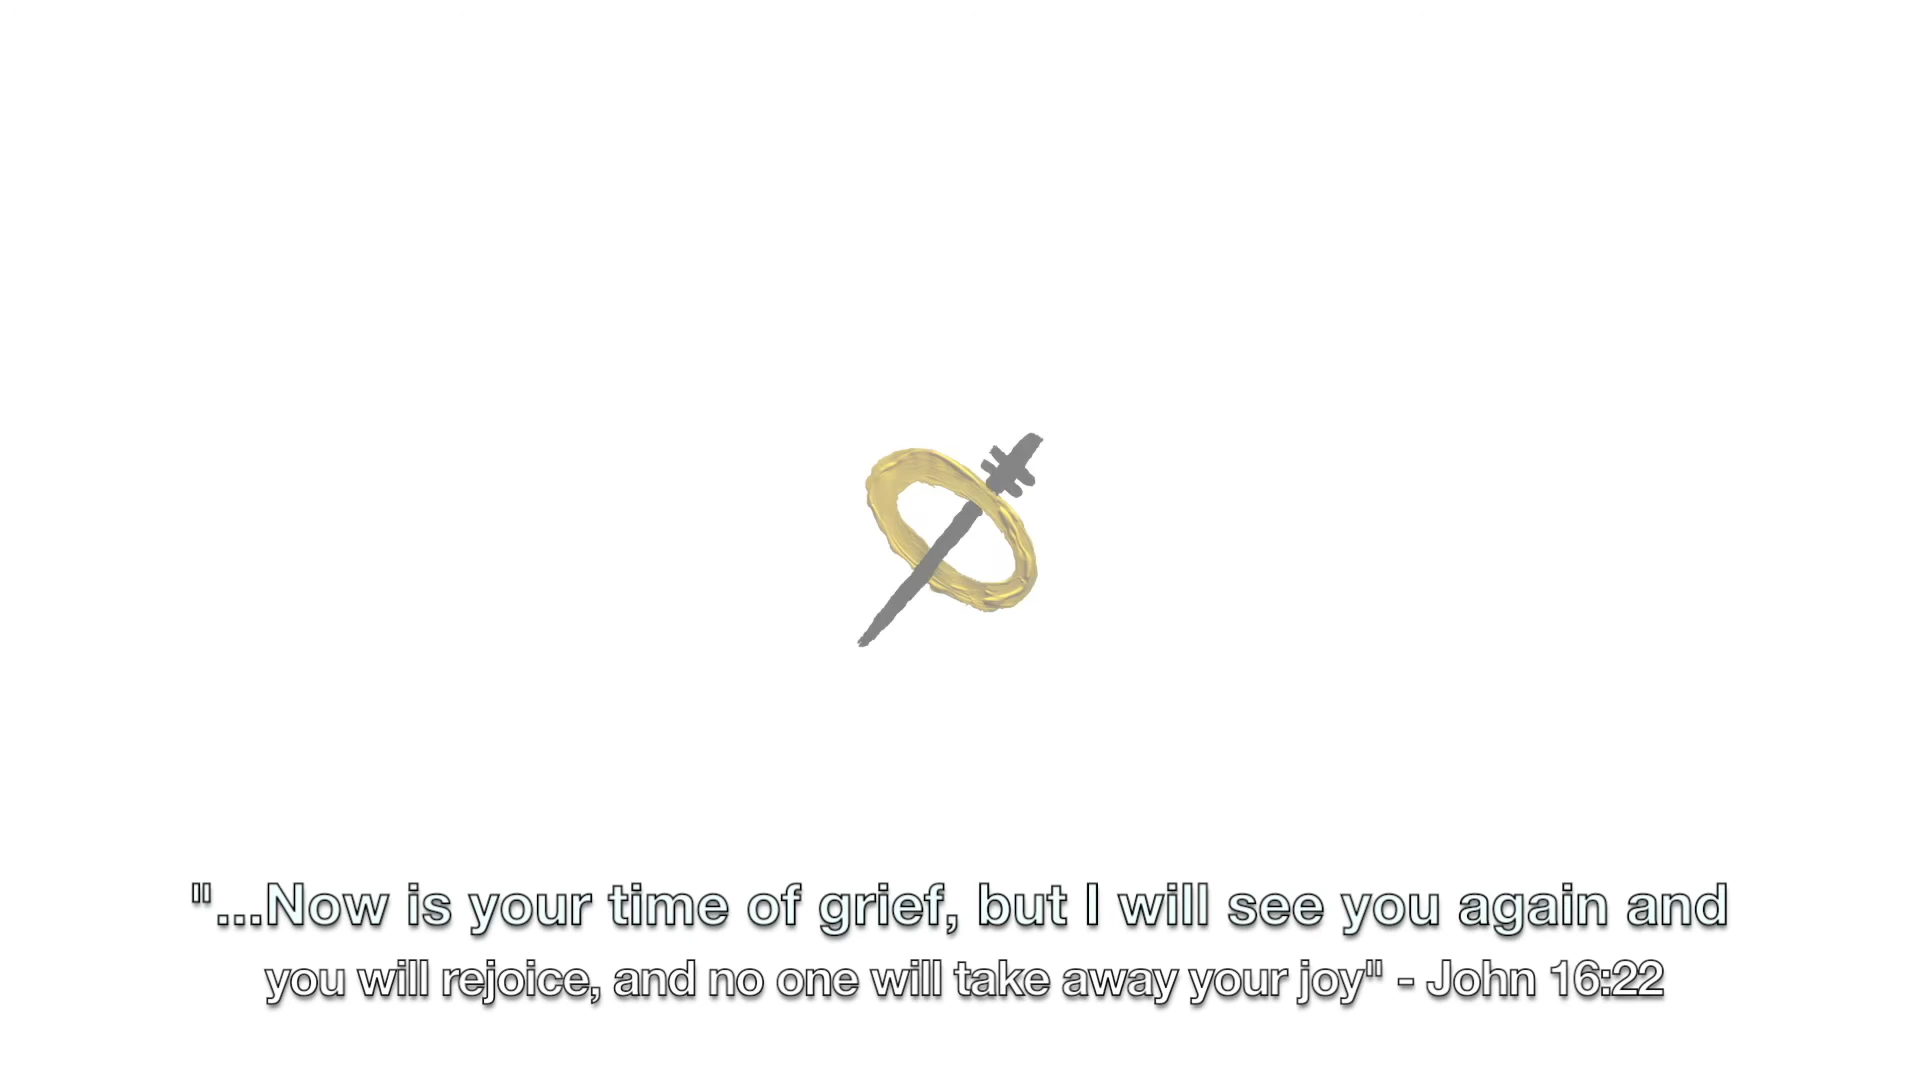 "...Now is your time of grief, but I will see you again and
you will rejoice, and no one will take away your joy" - John 16:22